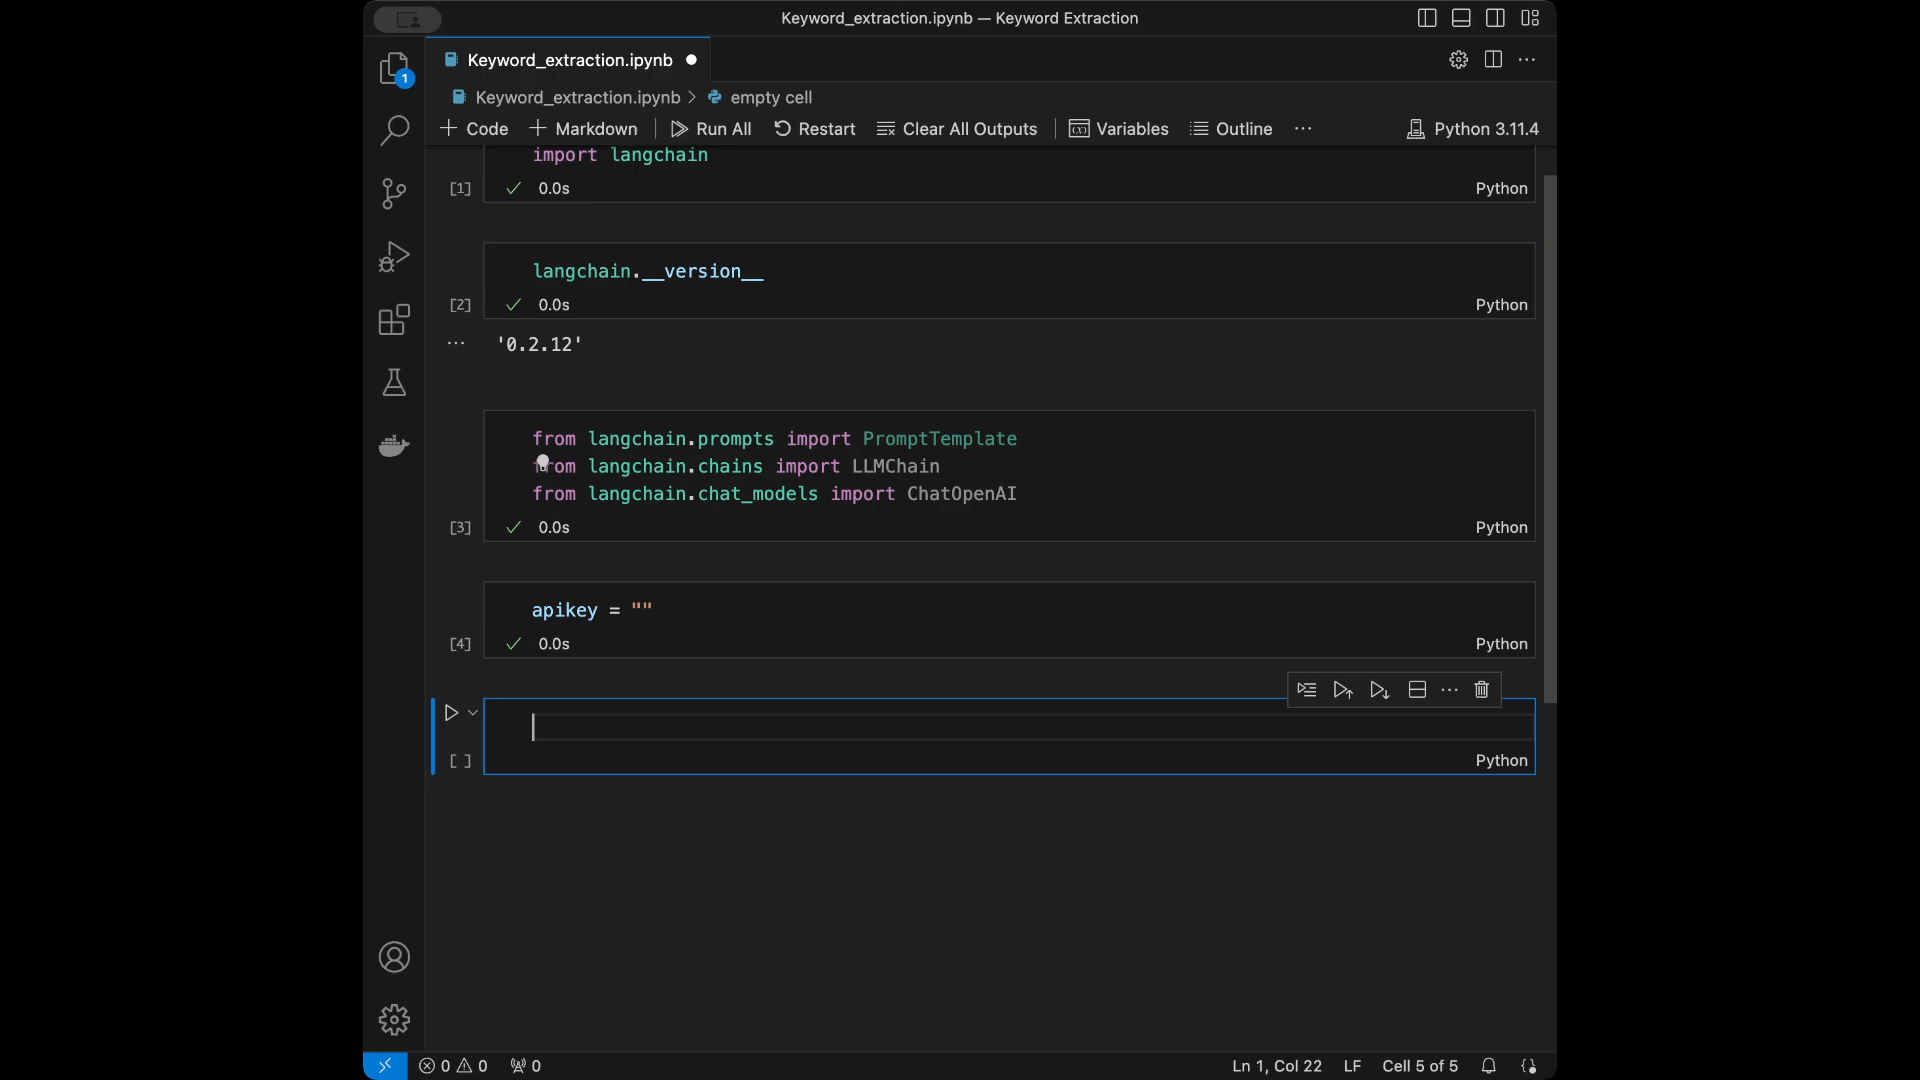 Keyword_extraction.ipynb — Keyword Extraction
Keyword_extraction.ipynb
1
Keyword_extraction.ipynb > empty cell
+ Code + Markdown Run All Restart Clear All Outputs Variables Outline ... Python 3.11.4
import langchain
[1] ✓ 0.0s Python
langchain.__version__
[2] ✓ 0.0s Python
... '0.2.12'
from langchain.prompts import PromptTemplate
from langchain.chains import LLMChain
from langchain.chat_models import ChatOpenAI
[3] ✓ 0.0s Python
apikey = ""
[4] ✓ 0.0s Python
[ ] Python
0 0 0 Ln 1, Col 22 LF Cell 5 of 5